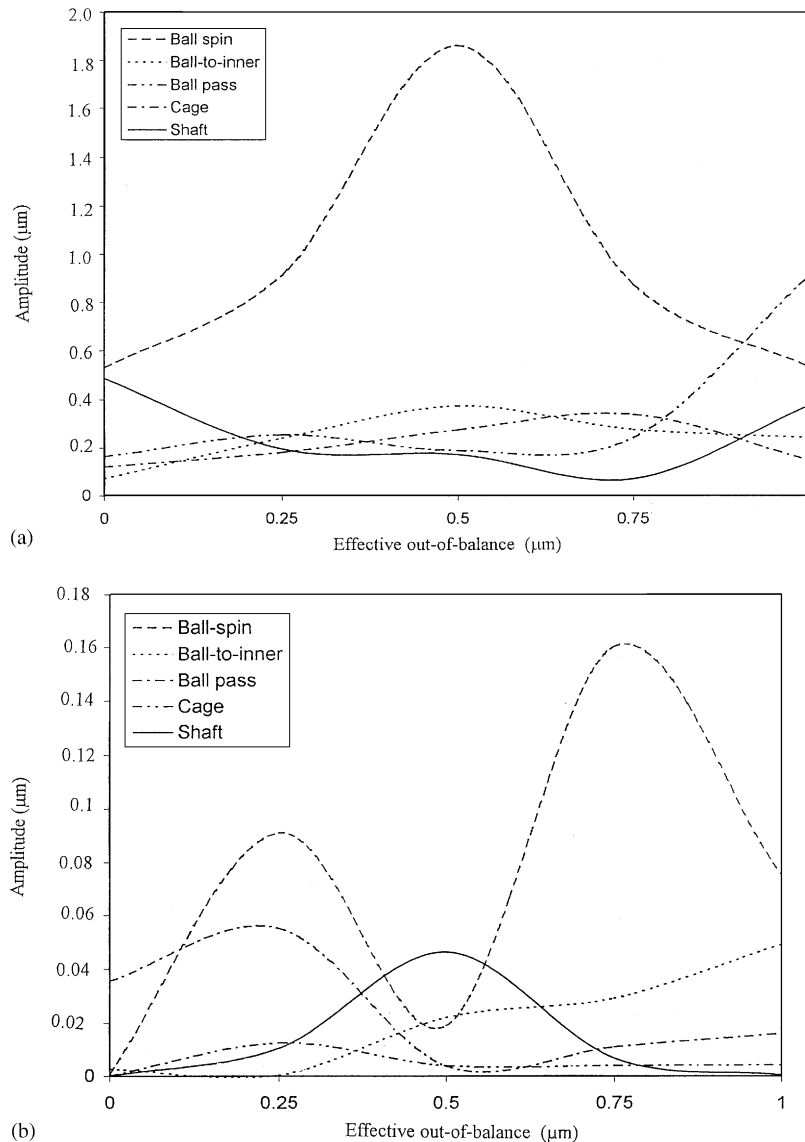 2.0
1.8
1.6
1.4
1.2
1.0
0.8
0.6
0.4
0.2
0
Amplitude (μm)
Ball spin
Ball-to-inner
Ball pass
Cage
Shaft
0 0.25 0.5 0.75
Effective out-of-balance (μm)
(a)
0.18
0.16
0.14
0.12
0.1
0.08
0.06
0.04
0.02
0
Amplitude (μm)
Ball-spin
Ball-to-inner
Ball pass
Cage
Shaft
0 0.25 0.5 0.75 1
Effective out-of-balance (μm)
(b)